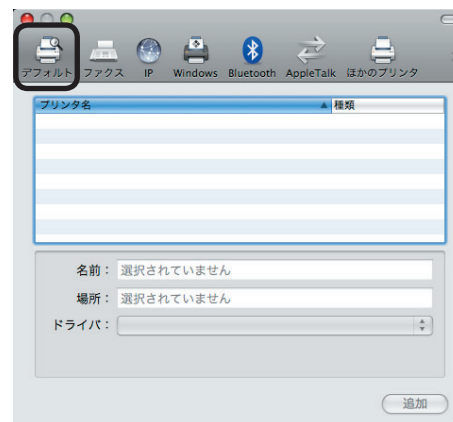 デフォルト ファクス IP Windows Bluetooth AppleTalk ほかのプリンタ
プリンタ名 種類
名前： 選択されていません
場所： 選択されていません
ドライバ：
追加